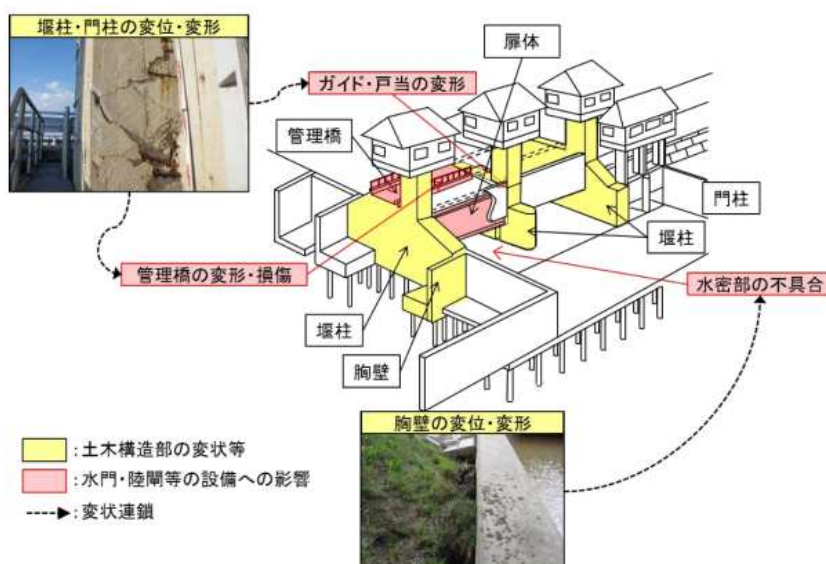 堰柱・門柱の変位・変形
扉体
ガイド・戸当の変形
管理橋
門柱
堰柱
管理橋の変形・損傷
水密部の不具合
堰柱
胸壁
胸壁の変位・変形
：土木構造部の変状等
：水門・陸閘等の設備への影響
：変状連鎖